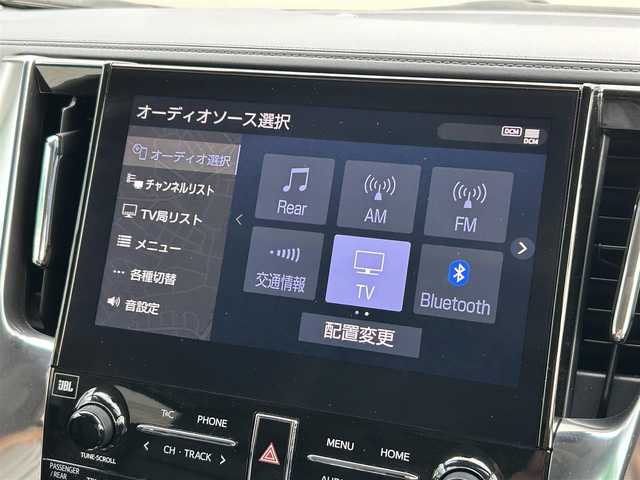 オーディオソース選択
DCM
DCM
オーディオ選択
チャンネルリスト
TV局リスト
メニュー
各種切替
音設定
Rear
AM
FM
交通情報
TV
Bluetooth
配置変更
JBL
PHONE
CH · TRACK
TUNE·SCROLL
PASSENGER
/REAR
MENU
HOME